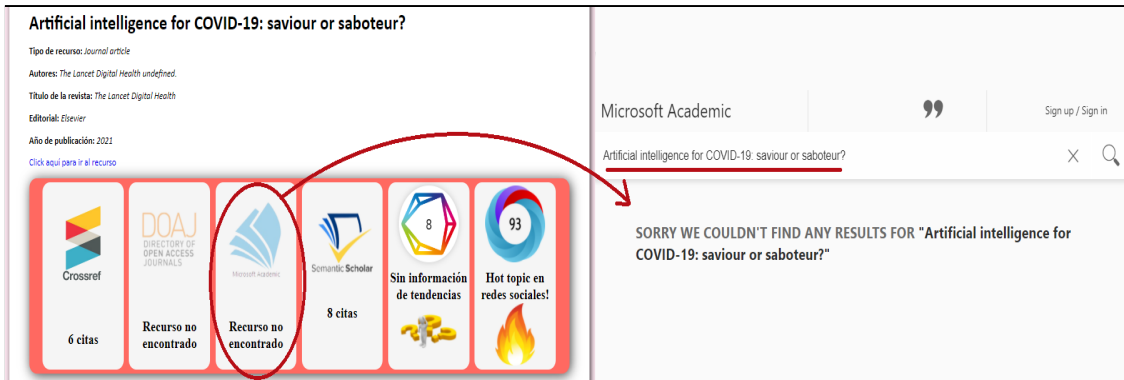 Artificial intelligence for COVID-19: saviour or saboteur?
Tipo de recurso: Journal article
Autores: The Lancet Digital Health undefined.
Título de la revista: The Lancet Digital Health
Editorial: Elsevier
Año de publicación: 2021
Click aquí para ir al recurso
Crossref
6 citas
DOAJ
DIRECTORY OF
OPEN ACCESS
JOURNALS
Recurso no
encontrado
Microsoft Academic
Recurso no
encontrado
Semantic Scholar
8 citas
8
Sin información
de tendencias
93
Hot topic en
redes sociales!
Microsoft Academic
Sign up / Sign in
Artificial intelligence for COVID-19: saviour or saboteur?
SORRY WE COULDN'T FIND ANY RESULTS FOR "Artificial intelligence for
COVID-19: saviour or saboteur?"